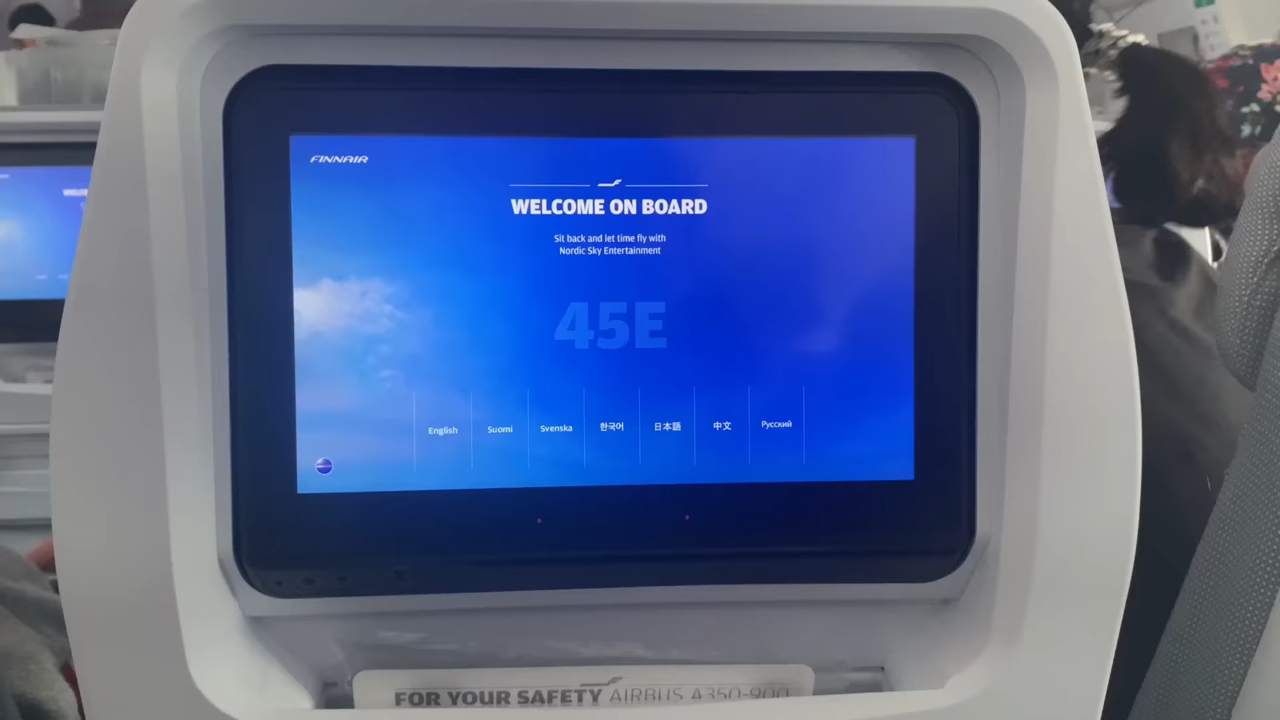 FINNAIR
WELCOME ON BOARD
Sit back and let time fly with
Nordic Sky Entertainment
45E
English
Suomi
Svenska
한국어
日本語
中文
Русский
FOR YOUR SAFETY AIRBUS A350-900